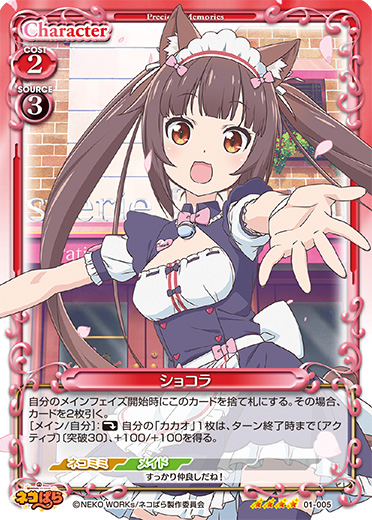 Precious Memories
Character
COST
2
SOURCE
3
ショコラ
自分のメインフェイズ開始時にこのカードを捨て札にする。その場合、
カードを2枚引く。
[メイン/自分]: 自分の「カカオ」1枚は、ターン終了時まで〔ア
クティブ〕〔突破30〕、+100/+100を得る。
ネコミミ メイド
すっかり仲良しだね!
ネコぱら
©NEKO WORKs/ネコぱら製作委員会
01-005